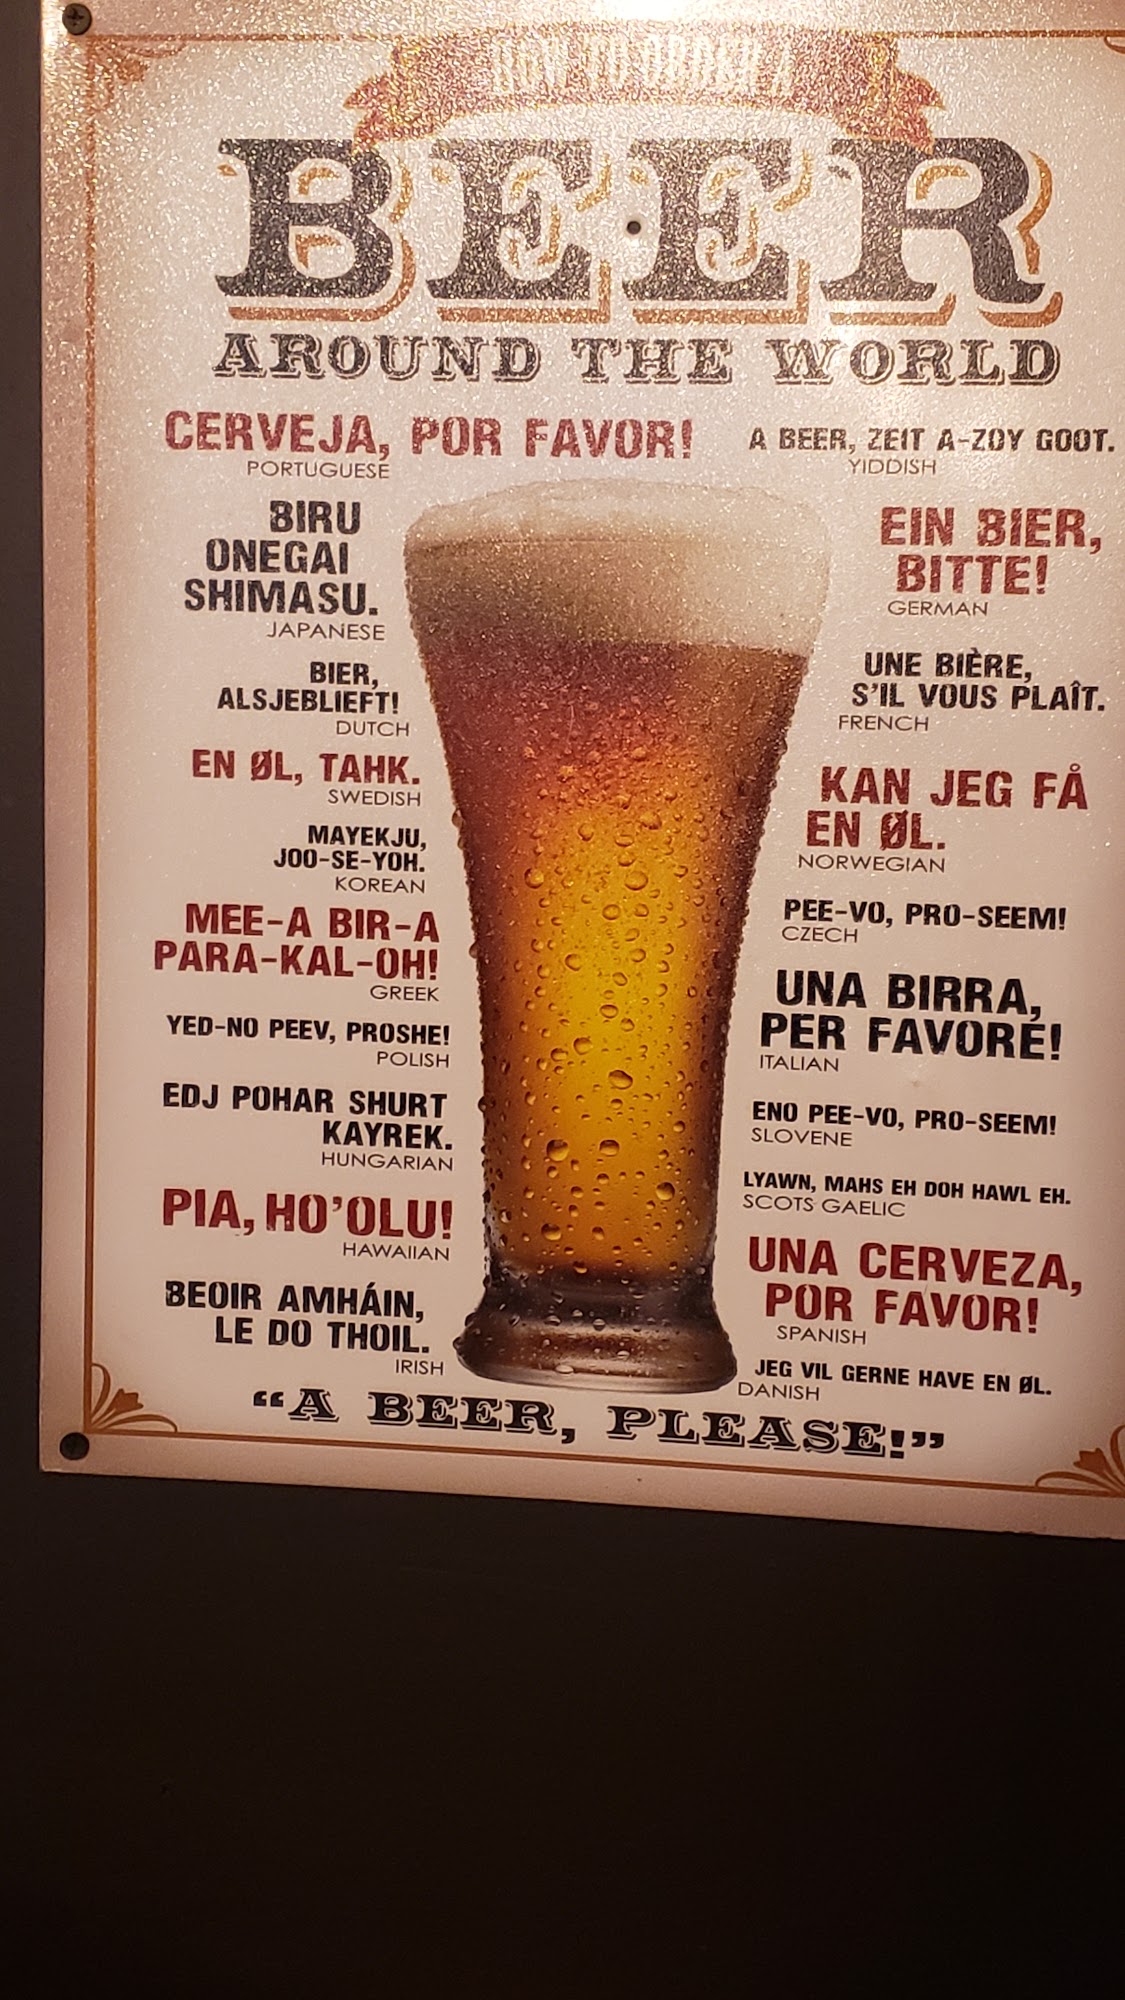 HOW TO ORDER A
BEER
AROUND THE WORLD
CERVEJA, POR FAVOR!
PORTUGUESE
A BEER, ZEIT A-ZOY GOOT.
YIDDISH
BIRU
ONEGAI
SHIMASU.
JAPANESE
EIN BIER,
BITTE!
GERMAN
BIER,
ALSJEBLIEFT!
DUTCH
UNE BIÈRE,
S'IL VOUS PLAÎT.
FRENCH
EN ØL, TAHK.
SWEDISH
KAN JEG FÅ
EN ØL.
NORWEGIAN
MAYEKJU,
JOO-SE-YOH.
KOREAN
PEE-VO, PRO-SEEM!
CZECH
MEE-A BIR-A
PARA-KAL-OH!
GREEK
UNA BIRRA,
PER FAVORE!
ITALIAN
YED-NO PEEV, PROSHE!
POLISH
ENO PEE-VO, PRO-SEEM!
SLOVENE
EDJ POHAR SHURT
KAYREK.
HUNGARIAN
LYAWN, MAHS EH DOH HAWL EH.
SCOTS GAELIC
PIA, HO'OLU!
HAWAIIAN
UNA CERVEZA,
POR FAVOR!
SPANISH
BEOIR AMHÁIN,
LE DO THOIL.
IRISH
JEG VIL GERNE HAVE EN ØL.
DANISH
"A BEER, PLEASE!"